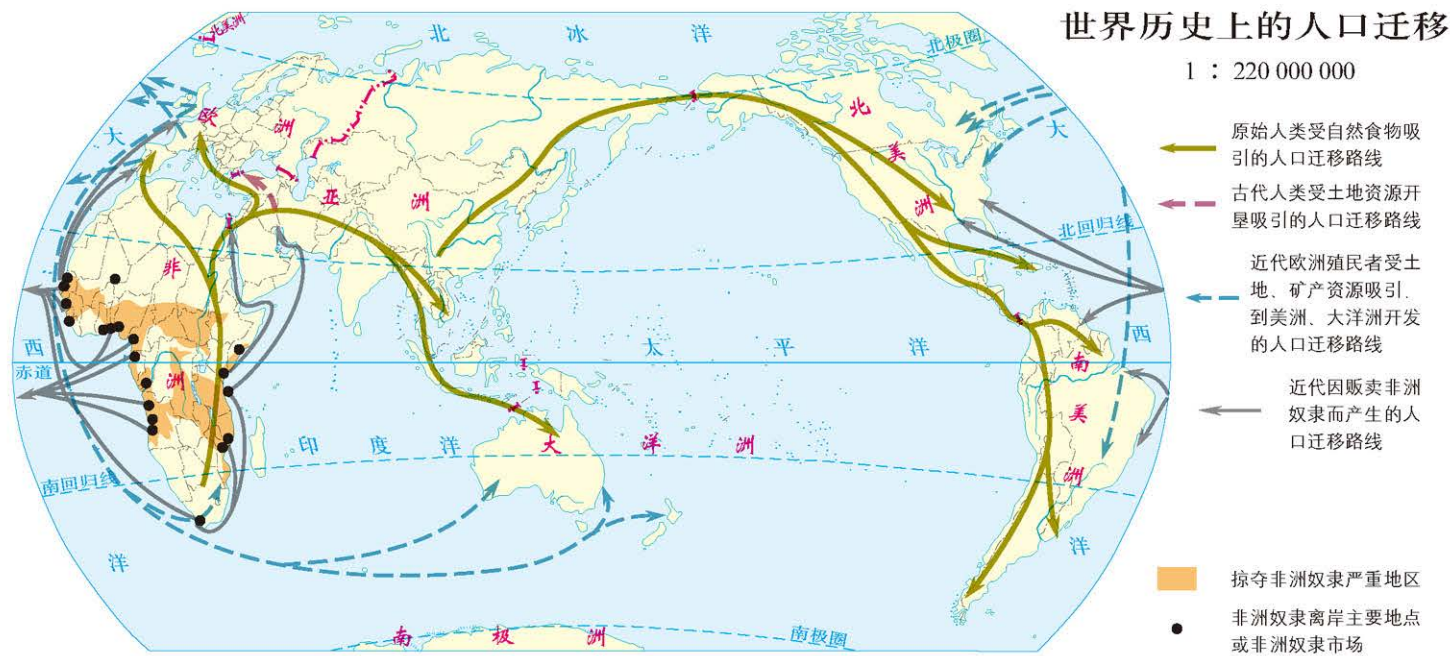 世界历史上的人口迁移
1 : 220 000 000
原始人类受自然食物吸
引的人口迁移路线
古代人类受土地资源开
垦吸引的人口迁移路线
近代欧洲殖民者受土
地、矿产资源吸引.
到美洲、大洋洲开发
的人口迁移路线
近代因贩卖非洲
奴隶而产生的人
口迁移路线
掠夺非洲奴隶严重地区
非洲奴隶离岸主要地点
或非洲奴隶市场
北美洲
北冰洋
北极圈
欧洲
亚洲
北美洲
大西洋
大西洋
非洲
北回归线
太平洋
赤道
南美洲
印度洋
大洋洲
南回归线
南极洲
南极圈